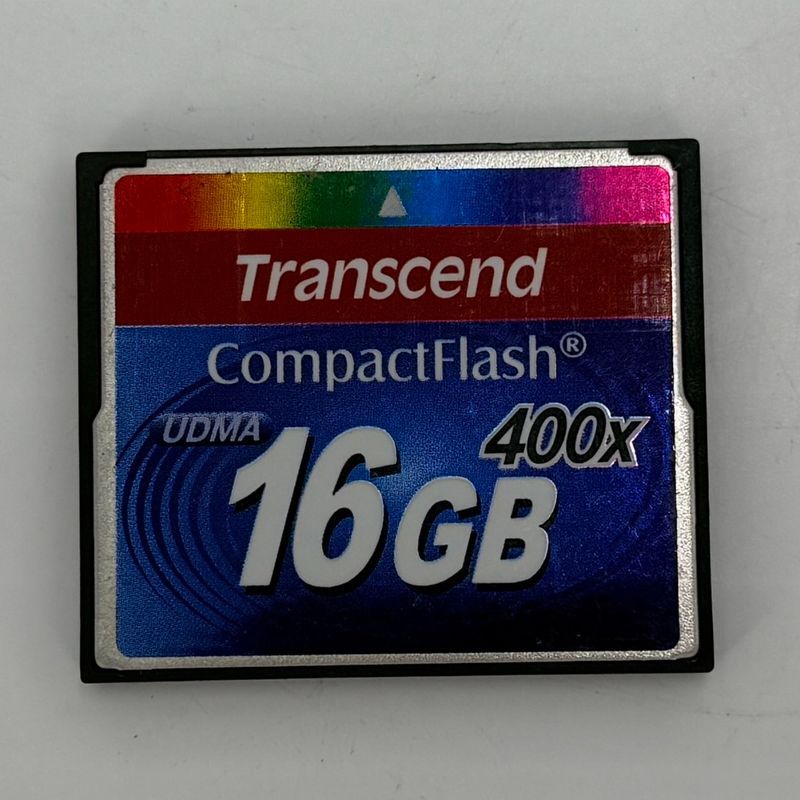 Transcend
CompactFlash®
UDMA
400x
16GB